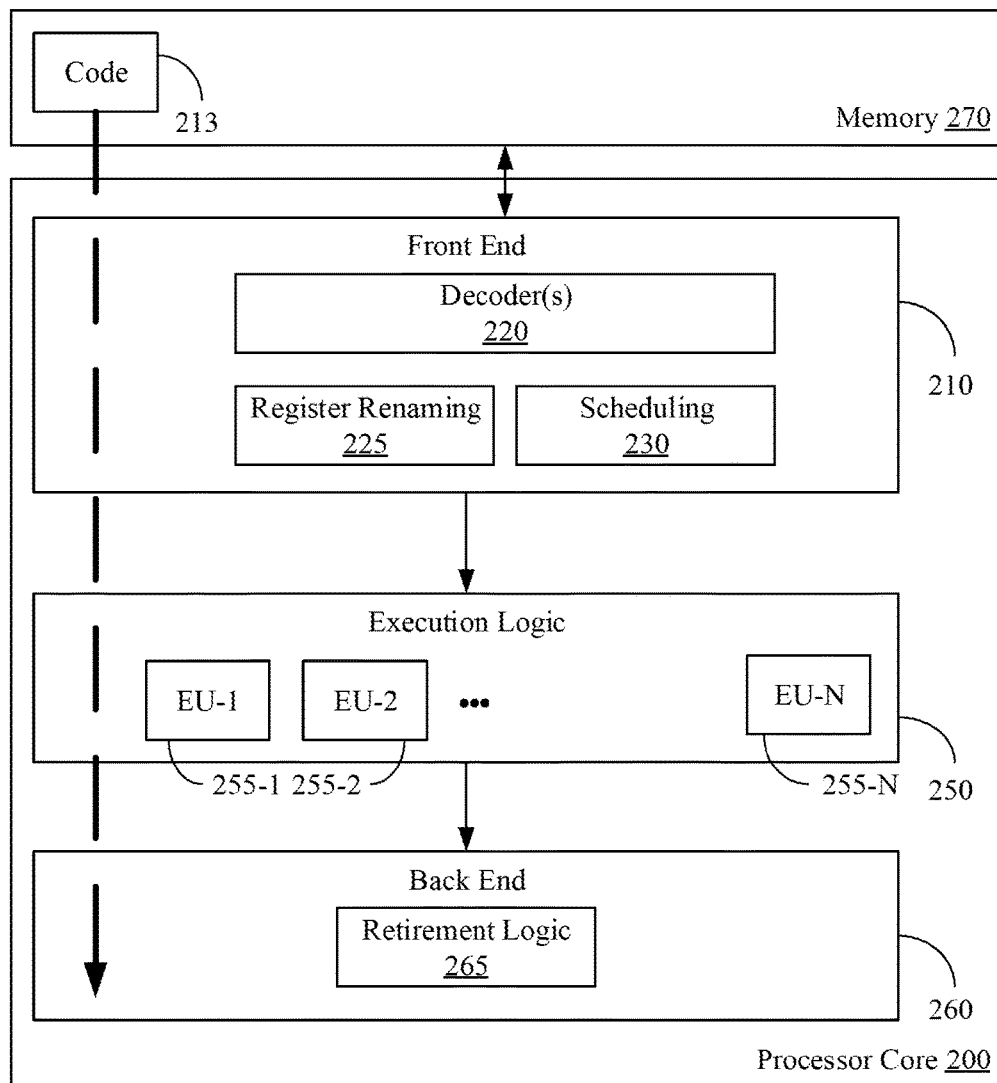 Code
213
Memory 270
Front End
Decoder(s)
220
210
Register Renaming
225
Scheduling
230
Execution Logic
EU-1
EU-2
•••
EU-N
255-1
255-2
255-N
250
Back End
Retirement Logic
265
260
Processor Core 200